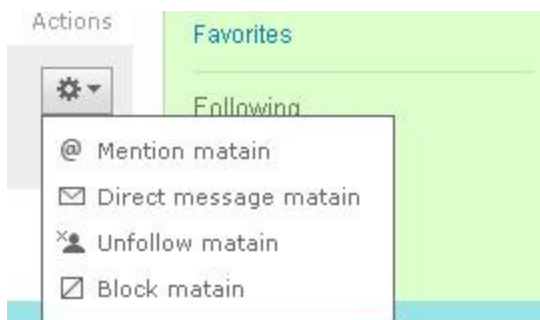 Actions
Favorites
Following
@ Mention matain
Direct message matain
Unfollow matain
Block matain